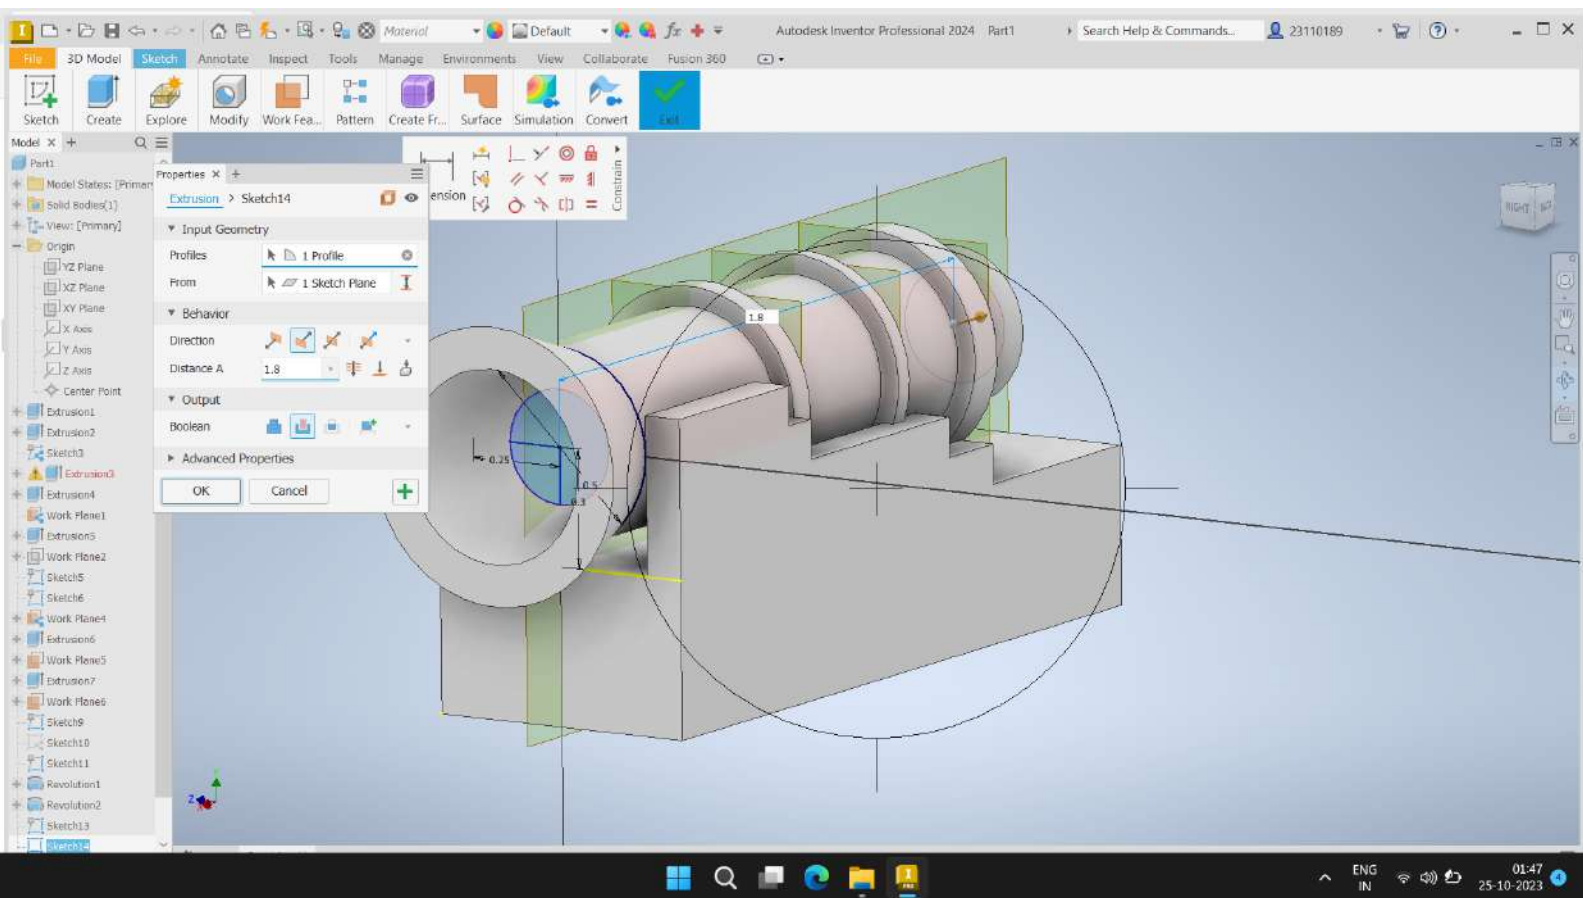 Material
Default
Autodesk Inventor Professional 2024 Part1
Search Help & Commands...
23110189
File 3D Model Sketch Annotate Inspect Tools Manage Environments View Collaborate Fusion 360
Sketch Create Explore Modify Work Fea... Pattern Create Fr... Surface Simulation Convert Exit
Model X +
Part1
Model States: [Primary
Solid Bodies(1)
View: [Primary]
Origin
YZ Plane
XZ Plane
XY Plane
X Axis
Y Axis
Z Axis
Center Point
Extrusion1
Extrusion2
Sketch3
Extrusion3
Extrusion4
Work Plane1
Extrusion5
Work Plane2
Sketch5
Sketch6
Work Plane4
Extrusion6
Work Plane5
Extrusion7
Work Plane6
Sketch9
Sketch10
Sketch11
Revolution1
Revolution2
Sketch13
Sketch14
Properties X +
Extrusion > Sketch14
Input Geometry
Profiles 1 Profile
From 1 Sketch Plane
Behavior
Direction
Distance A 1.8
Output
Boolean
Advanced Properties
OK Cancel
ension
Constrain
1.8
0.25
0.5
0.3
RIGHT
Z
ENG
IN
01:47
25-10-2023
4